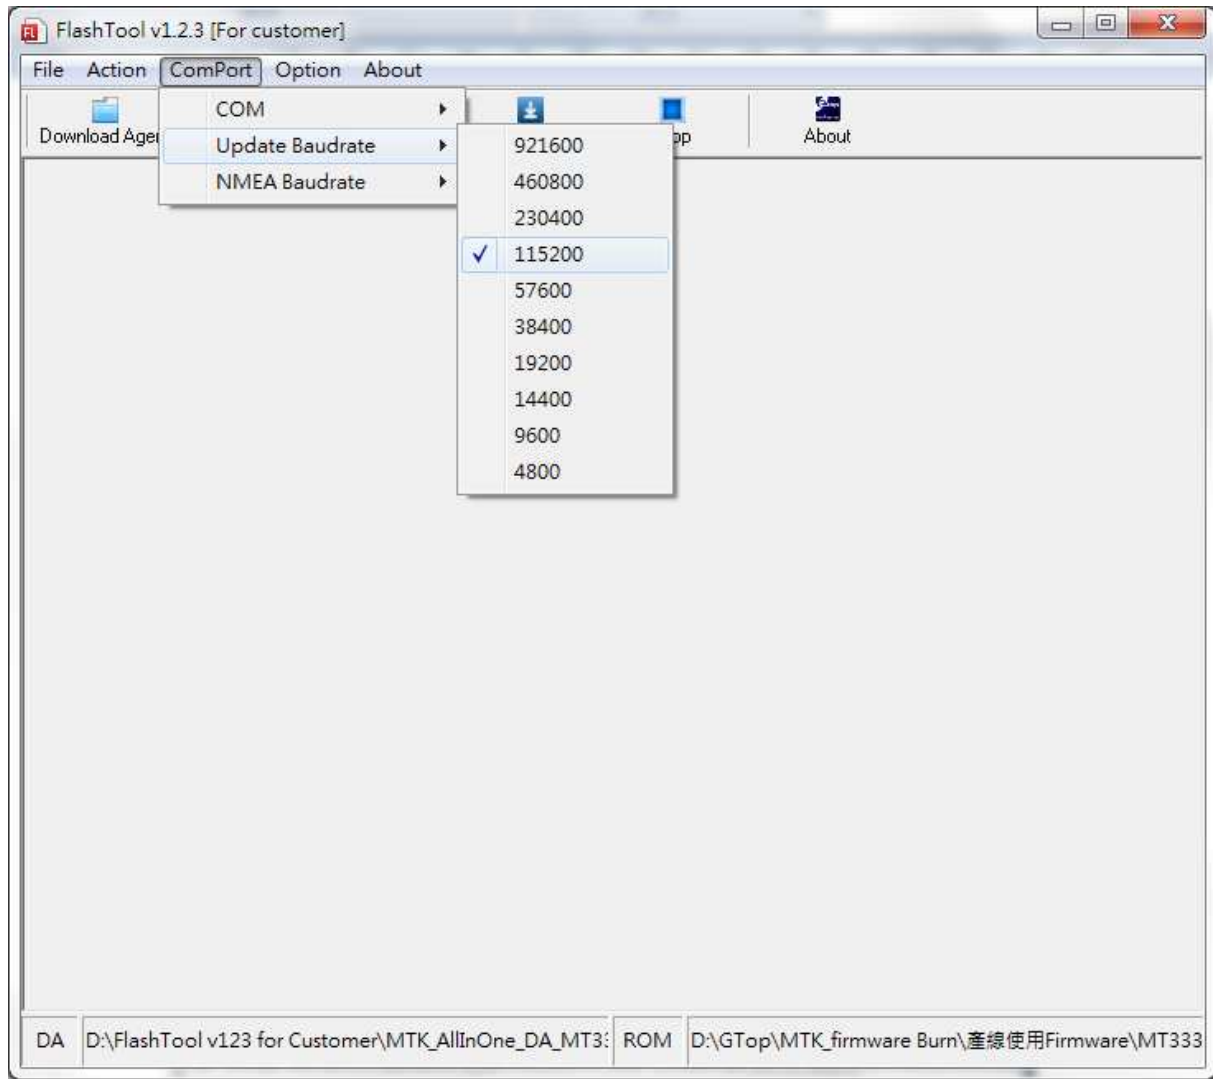 FlashTool v1.2.3 [For customer]
File Action ComPort Option About
Download
About
COM
Update Baudrate
NMEA Baudrate
921600
460800
230400
115200
57600
38400
19200
14400
9600
4800
DA D:\FlashTool v123 for Customer\MTK_AllInOne_DA_MT33 ROM D:\GTop\MTK_firmware Burn\產線使用Firmware\MT333